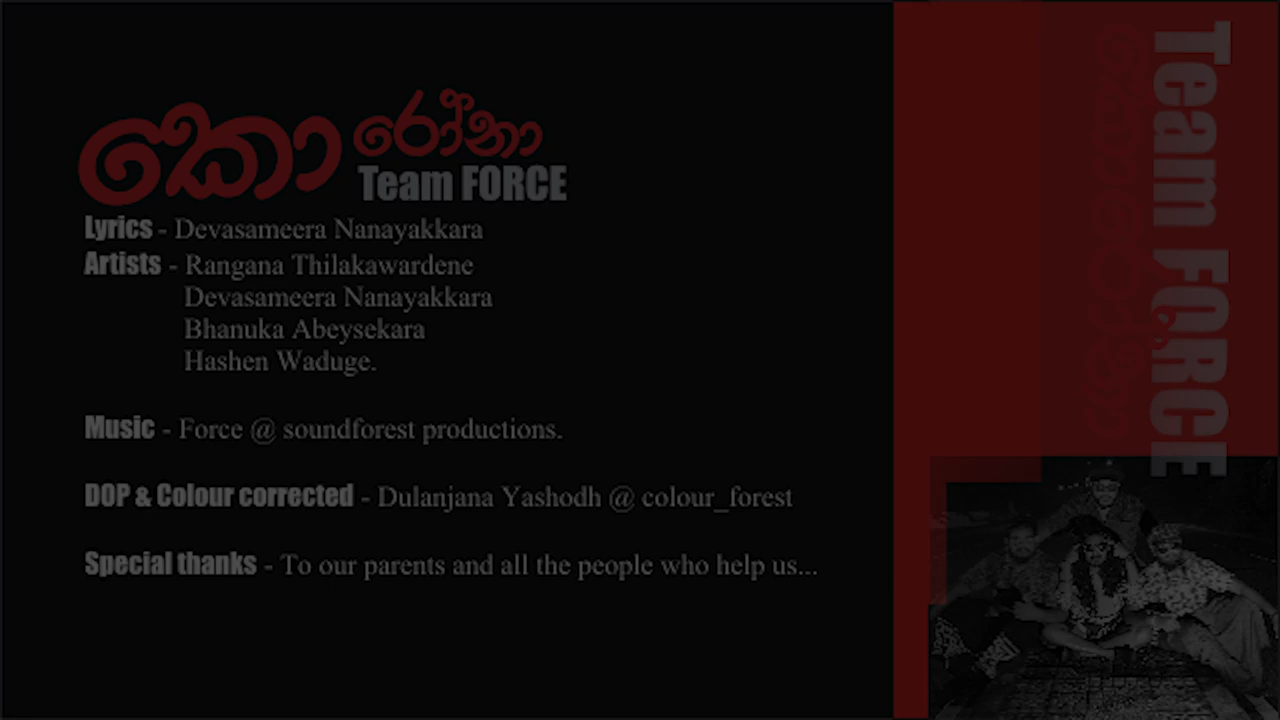 කොරෝනා
Team FORCE
Lyrics - Devasameera Nanayakkara
Artists - Rangana Thilakawardene
Devasameera Nanayakkara
Bhanuka Abeysekara
Hashen Waduge.
Music - Force @ soundforest productions.
DOP & Colour corrected - Dulanjana Yashodh @ colour_forest
Special thanks - To our parents and all the people who help us...
Team FORCE